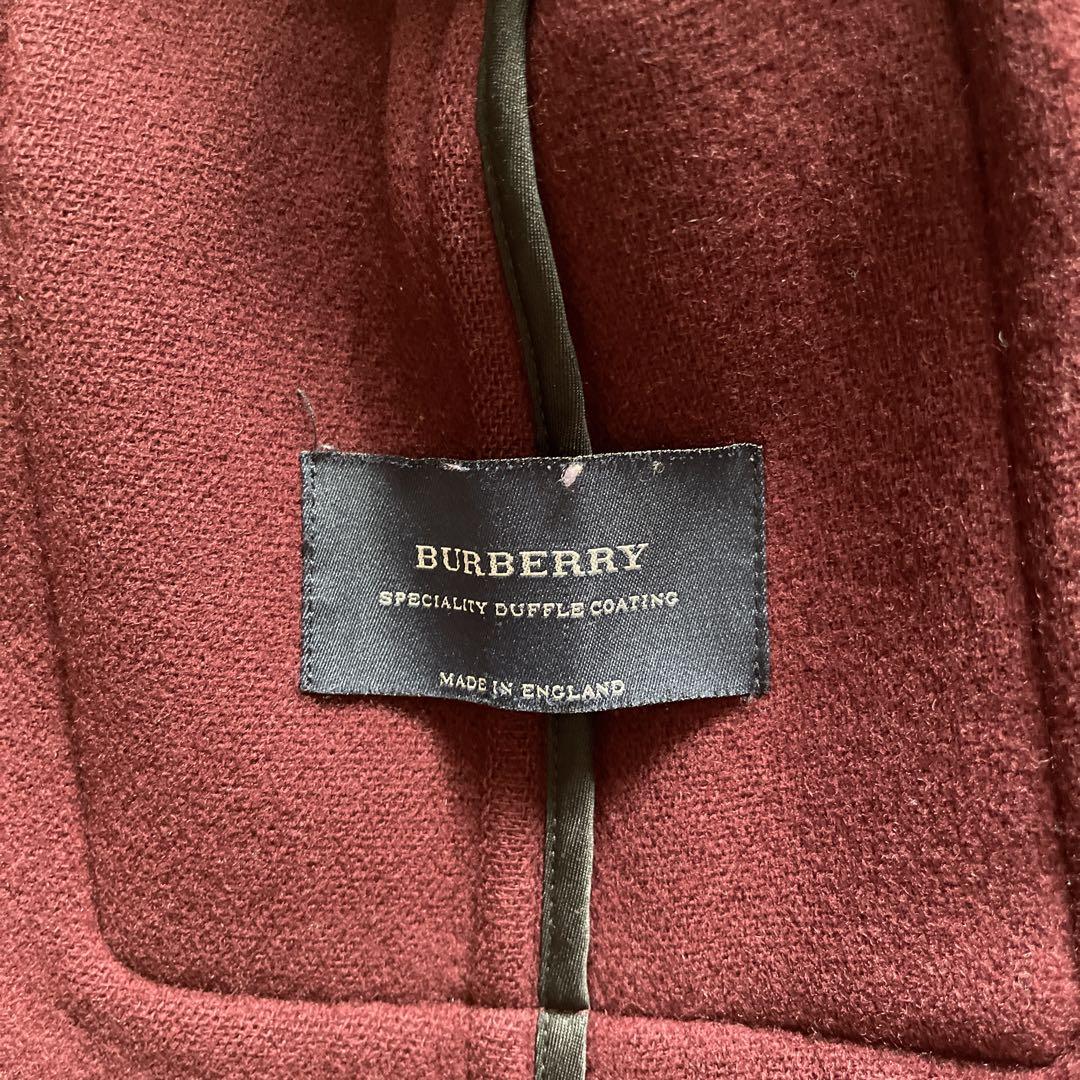 BURBERRY
SPECIALITY DUFFLE COATING
MADE IN ENGLAND